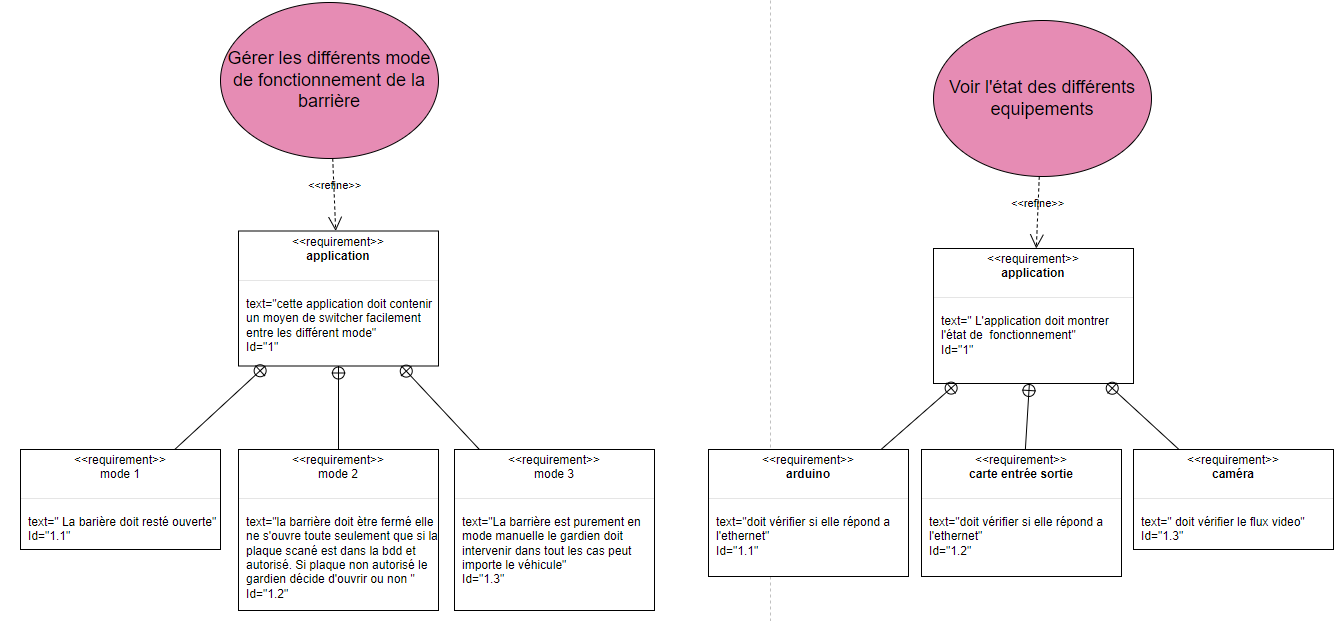 Gérer les différents mode
de fonctionnement de la
barrière
<<refine>>
<<requirement>>
application
text="cette application doit contenir
un moyen de switcher facilement
entre les différent mode"
Id="1"
<<requirement>>
mode 1
text=" La barière doit resté ouverte"
Id="1.1"
<<requirement>>
mode 2
text="la barrière doit ètre fermé elle
ne s'ouvre toute seulement que si la
plaque scané est dans la bdd et
autorisé. Si plaque non autorisé le
gardien décide d'ouvrir ou non "
Id="1.2"
<<requirement>>
mode 3
text="La barrière est purement en
mode manuelle le gardien doit
intervenir dans tout les cas peut
importe le véhicule"
Id="1.3"
Voir l'état des différents
equipements
<<refine>>
<<requirement>>
application
text=" L'application doit montrer
l'état de  fonctionnement"
Id="1"
<<requirement>>
arduino
text="doit vérifier si elle répond a
l'ethernet"
Id="1.1"
<<requirement>>
carte entrée sortie
text="doit vérifier si elle répond a
l'ethernet"
Id="1.2"
<<requirement>>
caméra
text=" doit vérifier le flux video"
Id="1.3"